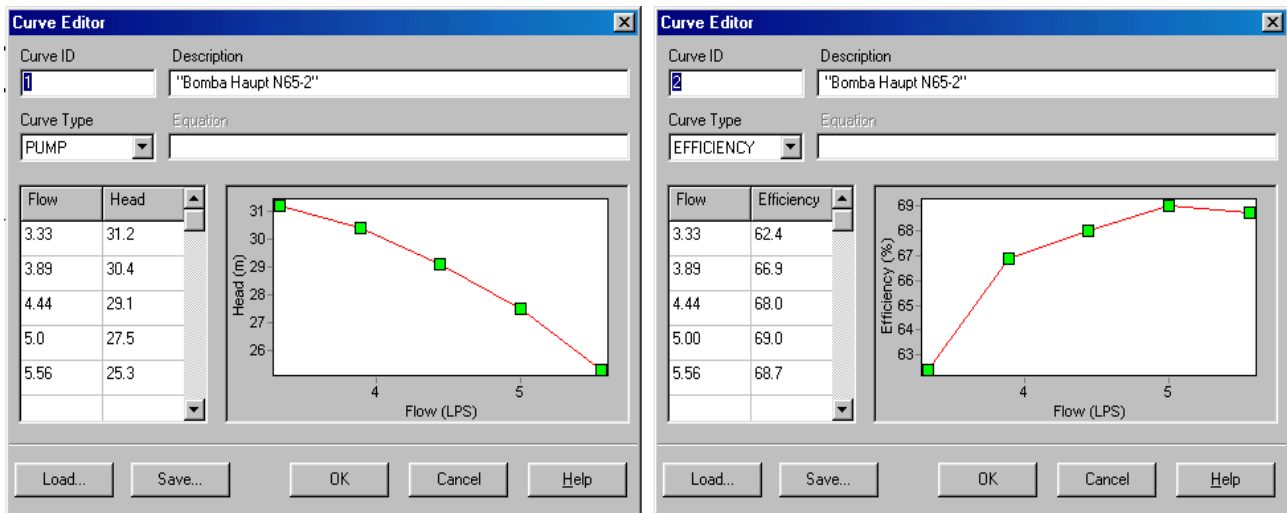 Curve Editor
Curve ID Description
1 "Bomba Haupt N65-2"
Curve Type Equation
PUMP
Flow Head
3.33 31.2
3.89 30.4
4.44 29.1
5.0 27.5
5.56 25.3
31
30
29
28
27
26
Head (m)
4 5
Flow (LPS)
Load... Save... OK Cancel Help
Curve Editor
Curve ID Description
2 "Bomba Haupt N65-2"
Curve Type Equation
EFFICIENCY
Flow Efficiency
3.33 62.4
3.89 66.9
4.44 68.0
5.00 69.0
5.56 68.7
69
68
67
66
65
64
63
Efficiency (%)
4 5
Flow (LPS)
Load... Save... OK Cancel Help